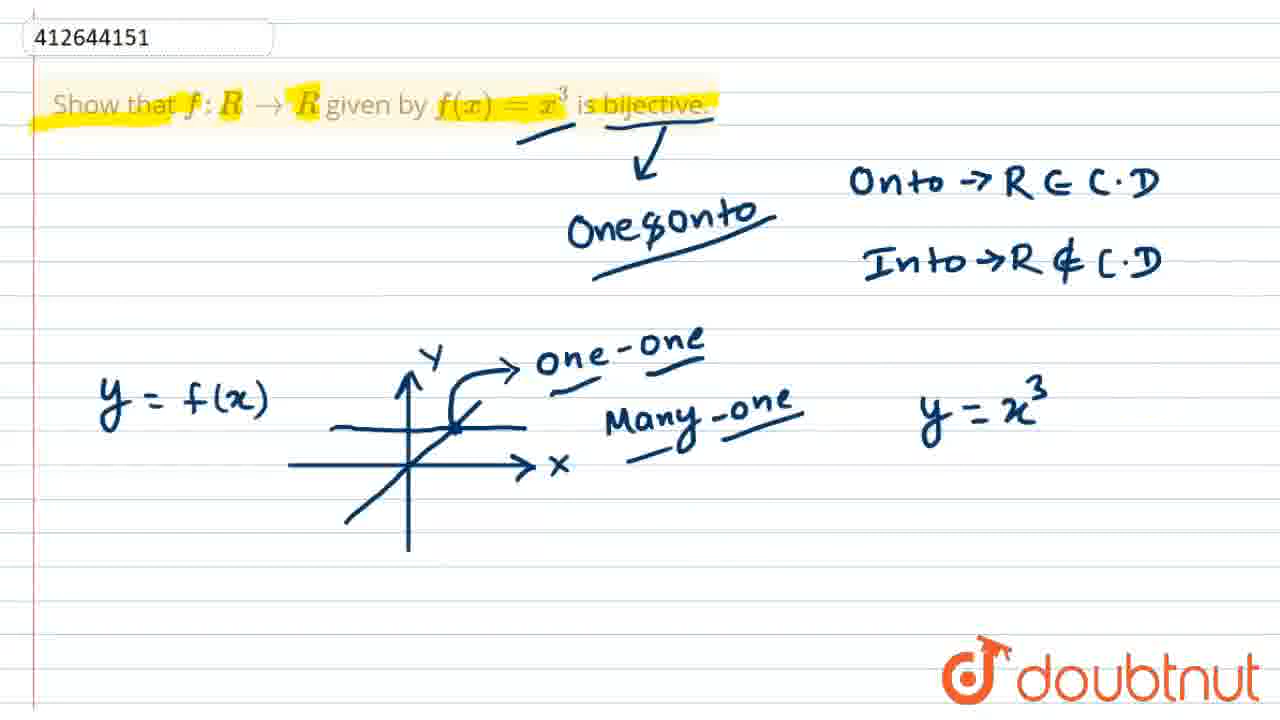 412644151
Show that f : R → R given by f(x) = x³ is bijective.
One & onto
Onto → R ∈ C.D
Into → R ∉ C.D
y = f(x)
Y
X
one - one
Many - one
y = x³
doubtnut